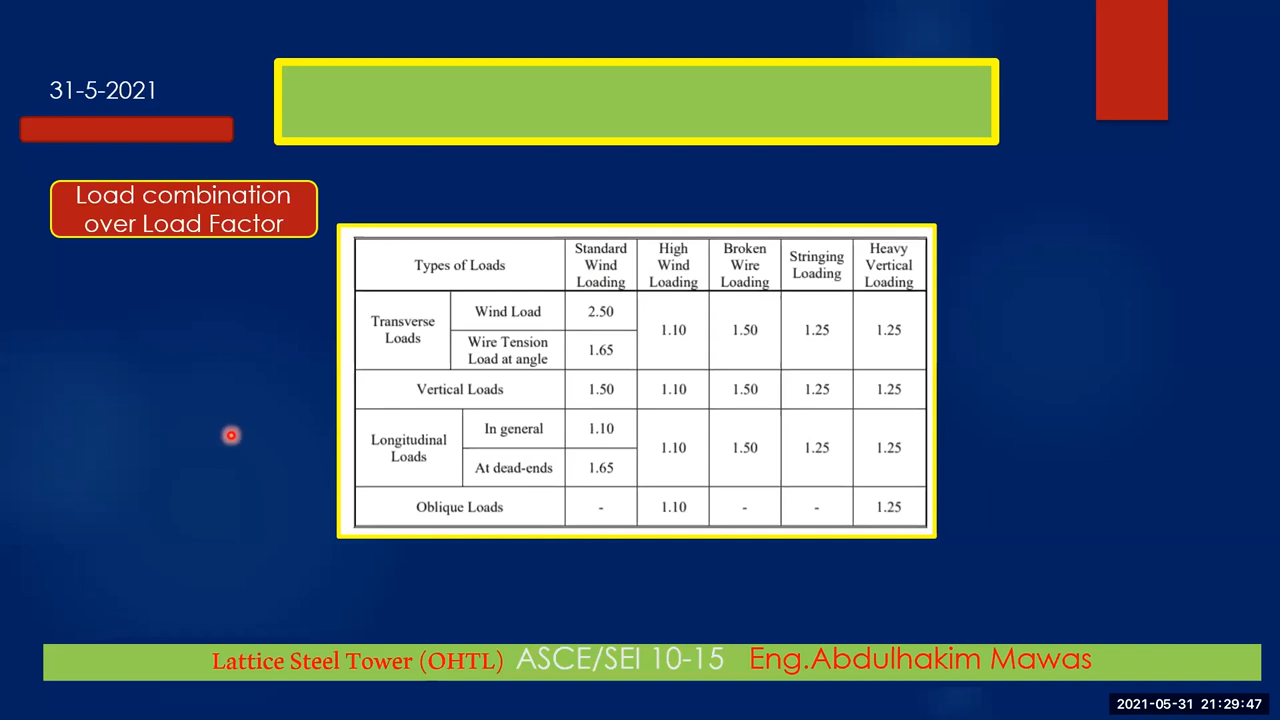 31-5-2021
Load combination
over Load Factor
Types of Loads
Standard
Wind
Loading
High
Wind
Loading
Broken
Wire
Loading
Stringing
Loading
Heavy
Vertical
Loading
Transverse
Loads
Wind Load
2.50
1.10
1.50
1.25
1.25
Wire Tension
Load at angle
1.65
Vertical Loads
1.50
1.10
1.50
1.25
1.25
Longitudinal
Loads
In general
1.10
1.10
1.50
1.25
1.25
At dead-ends
1.65
Oblique Loads
-
1.10
-
-
1.25
Lattice Steel Tower (OHTL) ASCE/SEI 10-15 Eng.Abdulhakim Mawas
2021-05-31 21:29:47